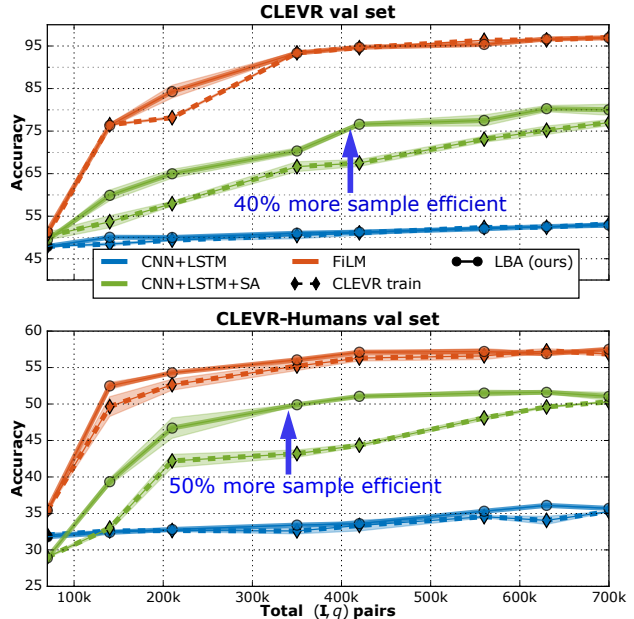 CLEVR val set
95
85
75
65
55
45
Accuracy
40% more sample efficient
CNN+LSTM
FiLM
LBA (ours)
CNN+LSTM+SA
CLEVR train
CLEVR-Humans val set
60
55
50
45
40
35
30
25
Accuracy
50% more sample efficient
100k 200k 300k 400k 500k 600k 700k
Total (I,q) pairs